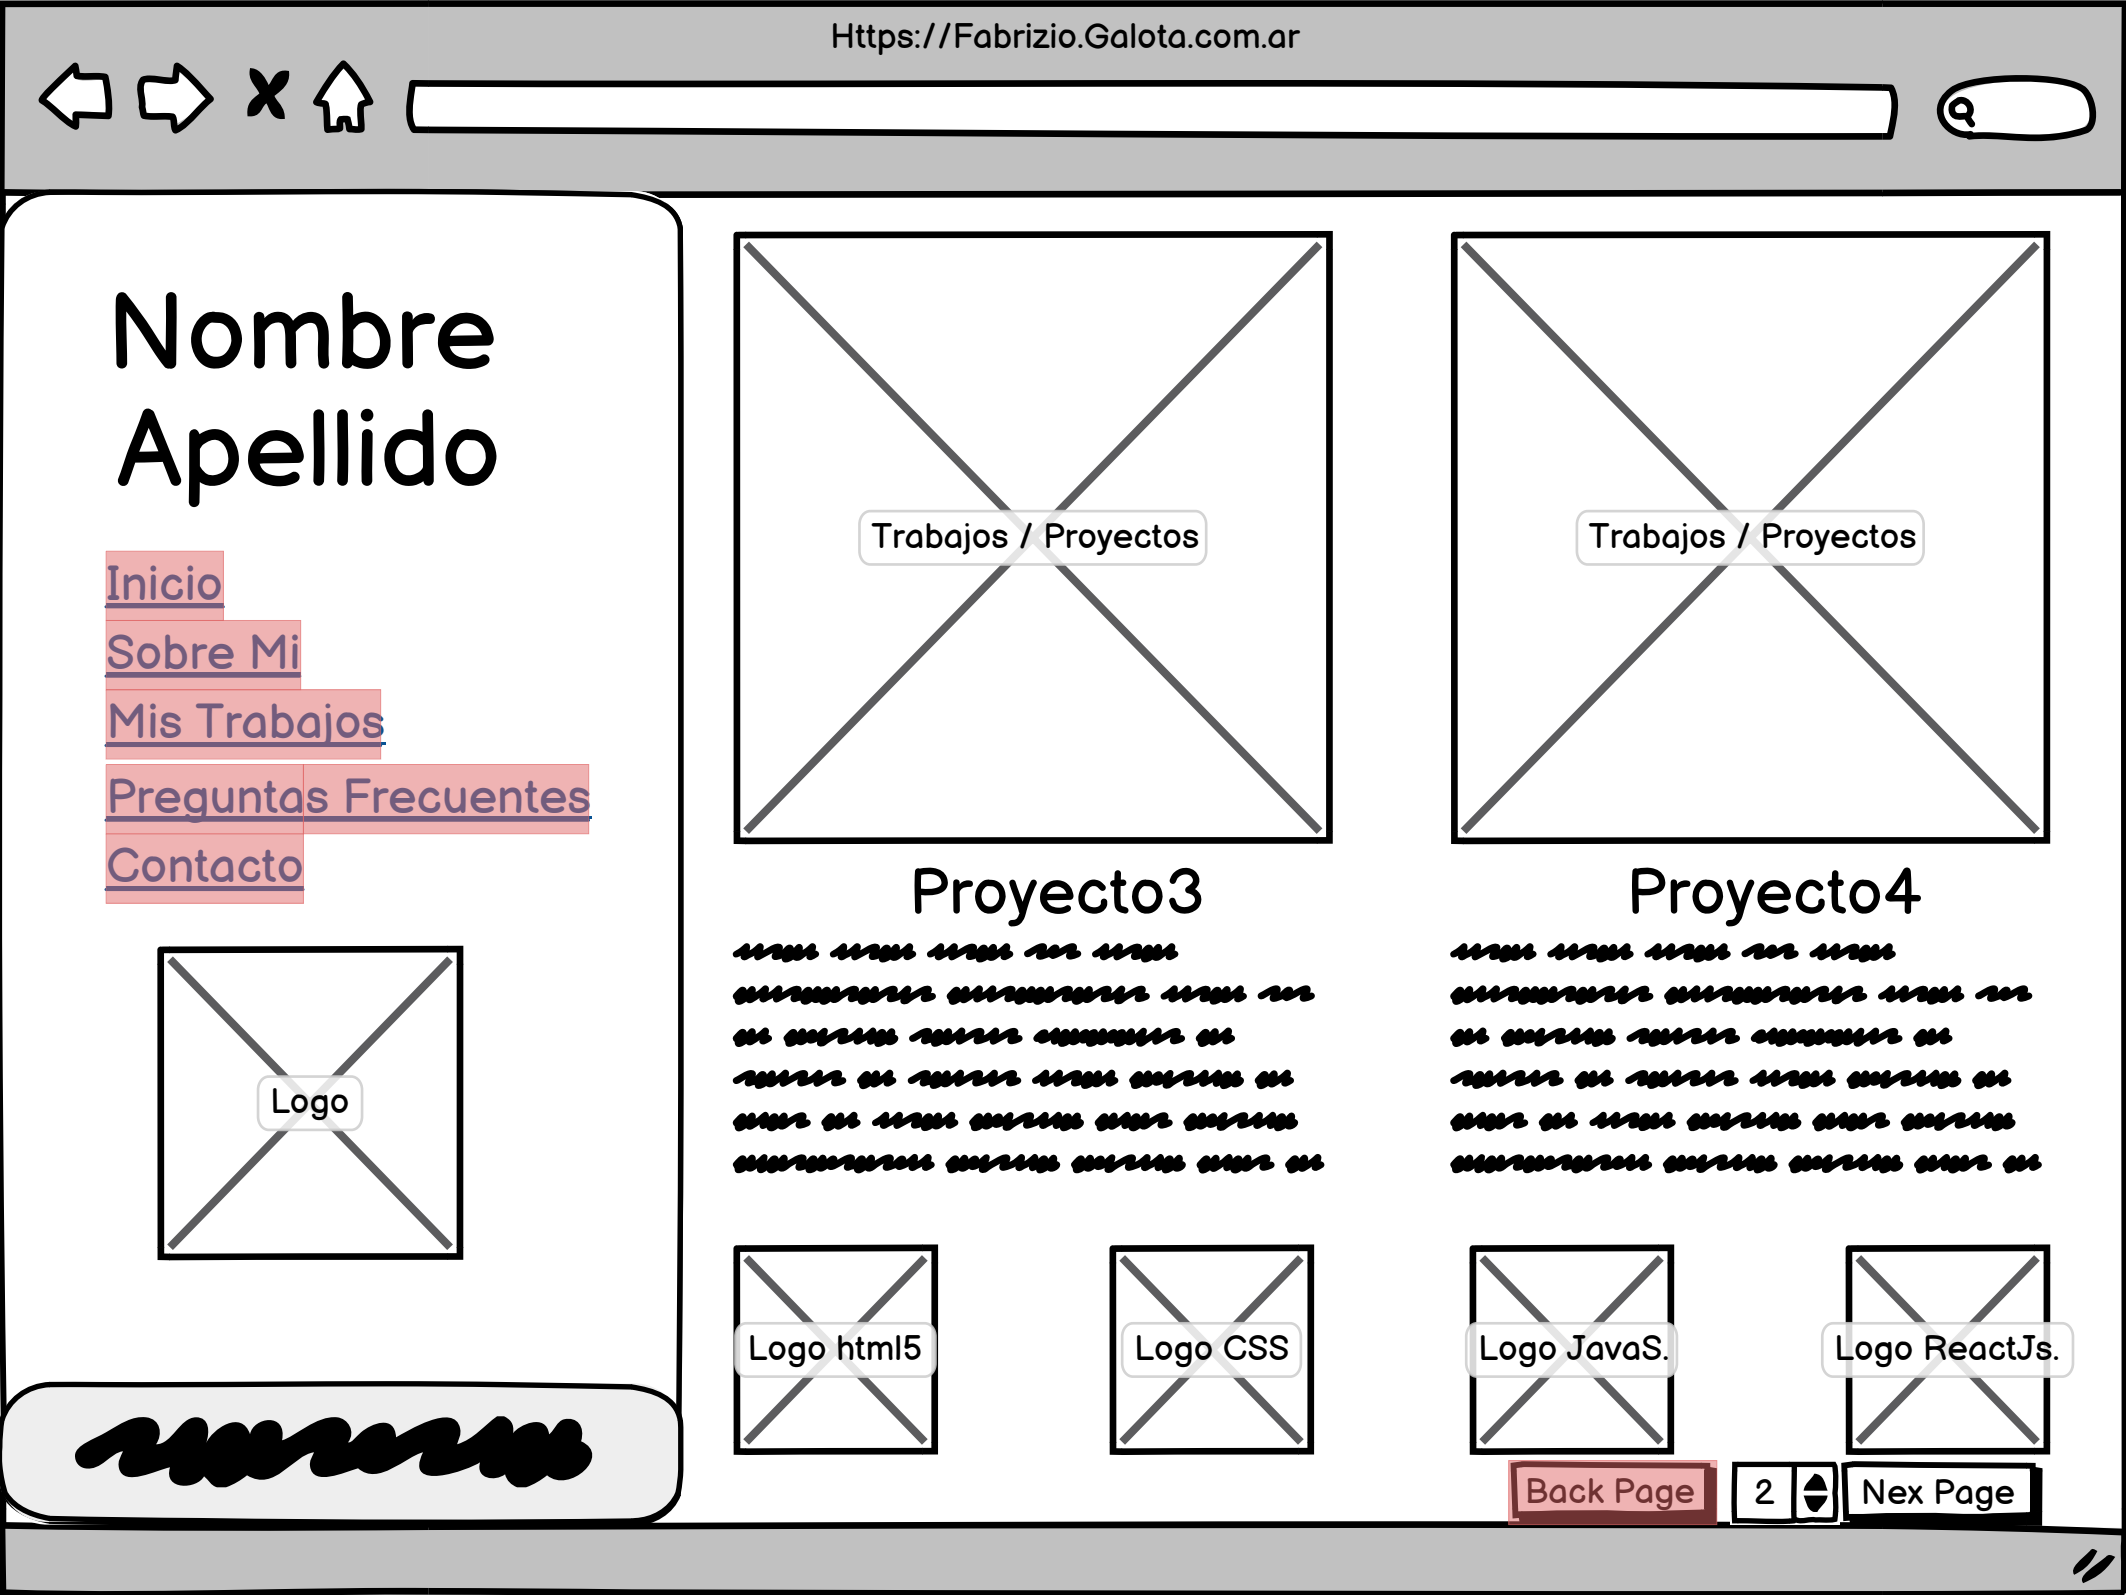 Https://Fabrizio.Galota.com.ar
Nombre
Apellido
Inicio
Sobre Mi
Mis Trabajos
Preguntas Frecuentes
Contacto
Logo
Trabajos / Proyectos
Trabajos / Proyectos
Proyecto3
Proyecto4
Logo html5
Logo CSS
Logo JavaS.
Logo ReactJs.
Back Page
2
Nex Page